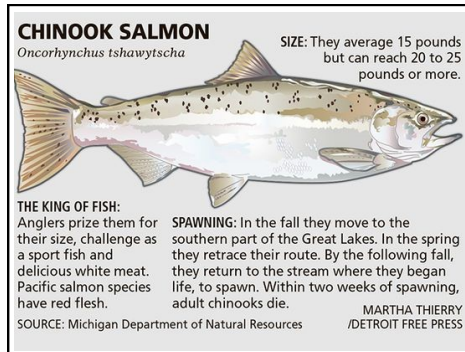 CHINOOK SALMON
Oncorhynchus tshawytscha
SIZE: They average 15 pounds
but can reach 20 to 25
pounds or more.
THE KING OF FISH:
Anglers prize them for
their size, challenge as
a sport fish and
delicious white meat.
Pacific salmon species
have red flesh.
SPAWNING: In the fall they move to the
southern part of the Great Lakes. In the spring
they retrace their route. By the following fall,
they return to the stream where they began
life, to spawn. Within two weeks of spawning,
adult chinooks die.
MARTHA THIERRY
/DETROIT FREE PRESS
SOURCE: Michigan Department of Natural Resources